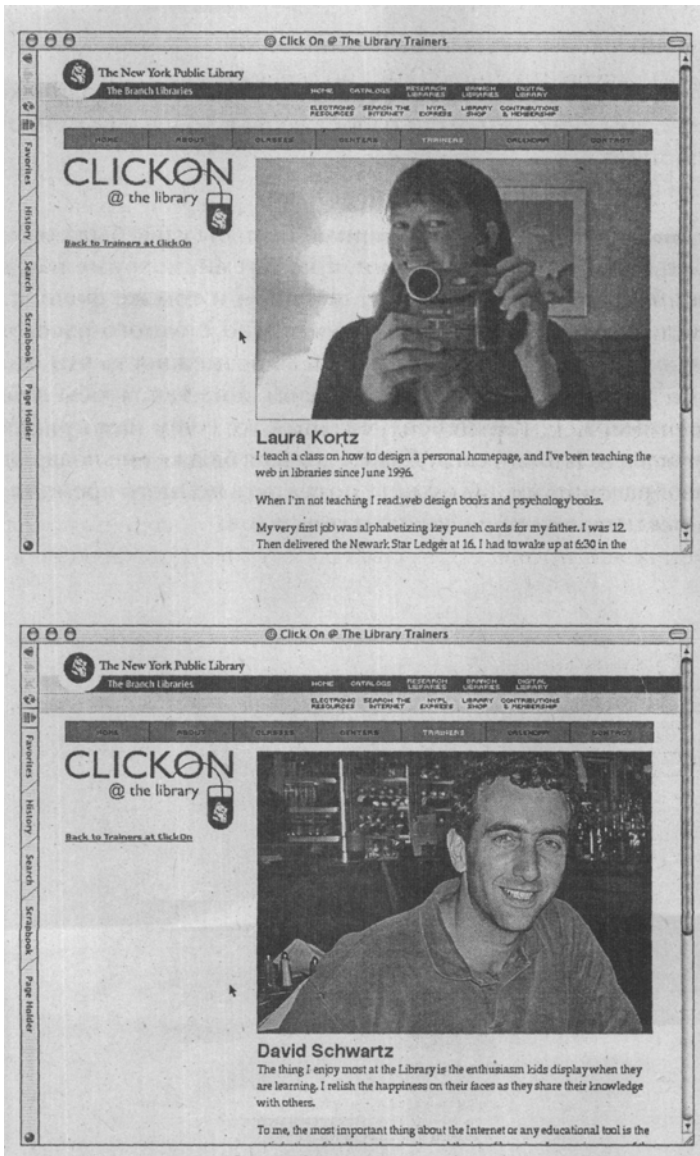 Click On @ The Library Trainers
The New York Public Library
The Branch Libraries
HOME CATALOGS RESEARCH LIBRARIES BRANCH LIBRARIES DIGITAL LIBRARY
ELECTRONIC RESOURCES SEARCH THE INTERNET NYPL EXPRESS LIBRARY SHOP CONTRIBUTIONS & MEMBERSHIP
HOME ABOUT CLASSES CENTERS TRAINERS CALENDAR CONTACT
Favorites
History
Search
Scrapbook
Page Holder
CLICKON
@ the library
Back to Trainers at Click On
Laura Kortz
I teach a class on how to design a personal homepage, and I've been teaching the
web in libraries since June 1996.
When I'm not teaching I read web design books and psychology books.
My very first job was alphabetizing key punch cards for my father. I was 12.
Then delivered the Newark Star Ledger at 16. I had to wake up at 6:30 in the
Click On @ The Library Trainers
The New York Public Library
The Branch Libraries
HOME CATALOGS RESEARCH LIBRARIES BRANCH LIBRARIES DIGITAL LIBRARY
ELECTRONIC RESOURCES SEARCH THE INTERNET NYPL EXPRESS LIBRARY SHOP CONTRIBUTIONS & MEMBERSHIP
HOME ABOUT CLASSES CENTERS TRAINERS CALENDAR CONTACT
Favorites
History
Search
Scrapbook
Page Holder
CLICKON
@ the library
Back to Trainers at Click On
David Schwartz
The thing I enjoy most at the Library is the enthusiasm kids display when they
are learning. I relish the happiness on their faces as they share their knowledge
with others.
To me, the most important thing about the Internet or any educational tool is the